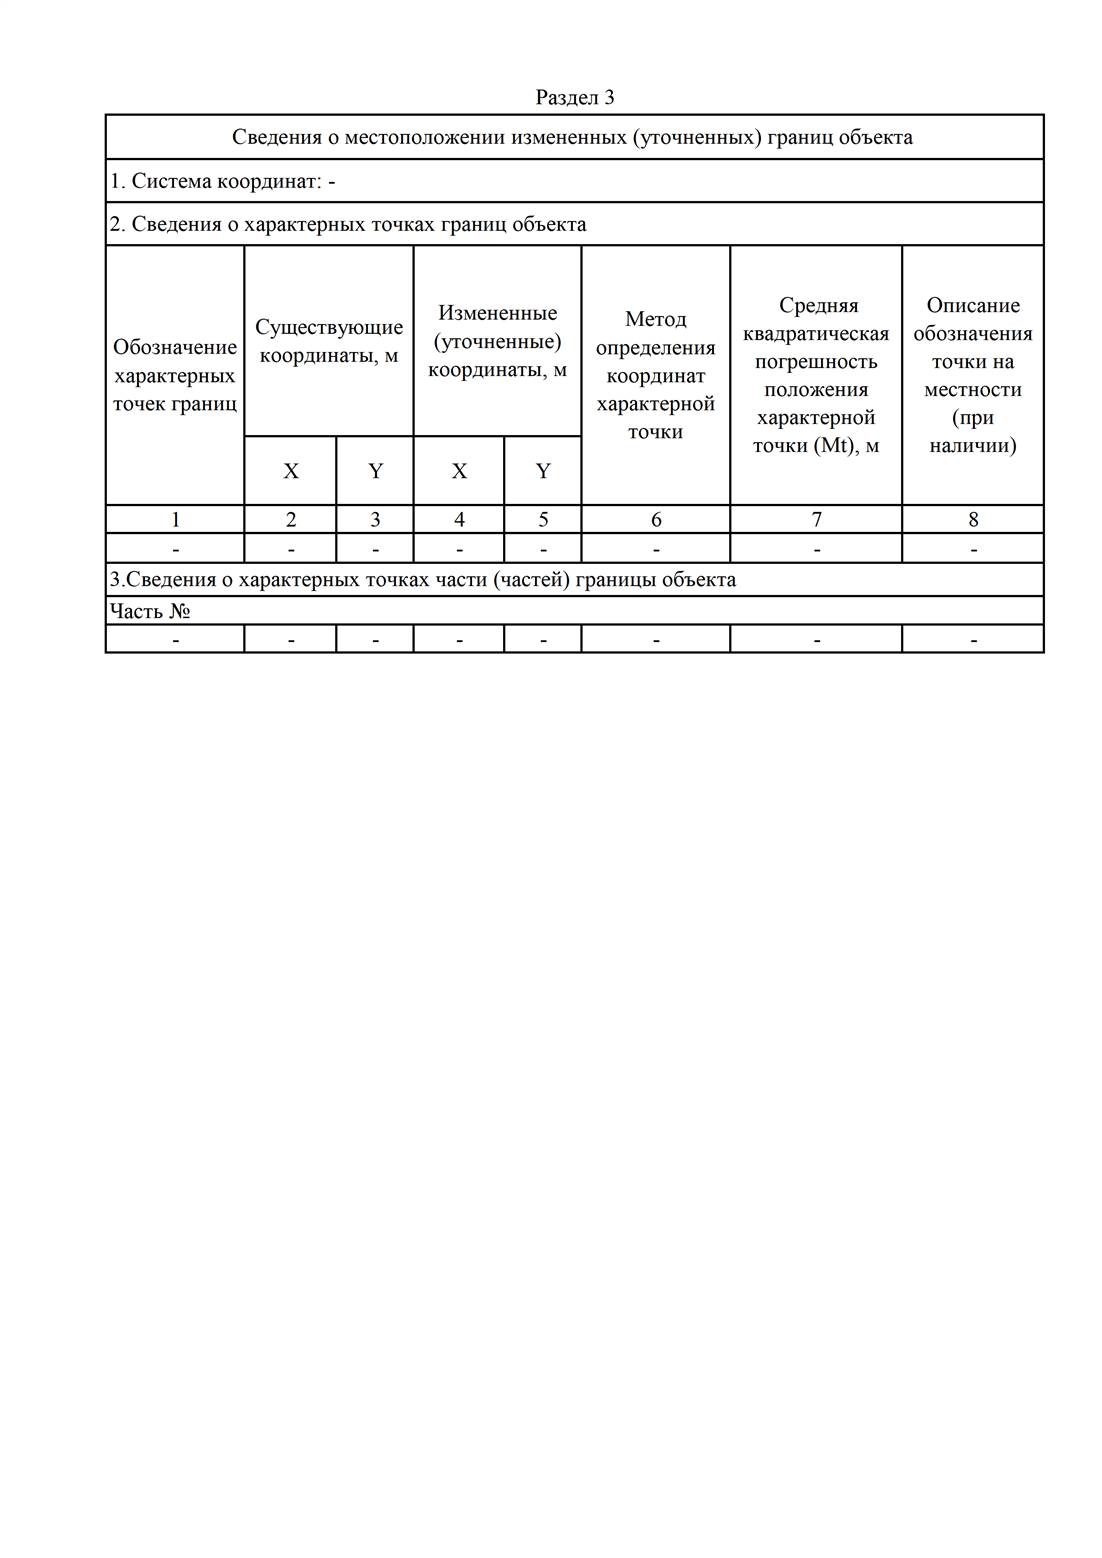 Раздел 3
Сведения о местоположении измененных (уточненных) границ объекта
1. Система координат: -
2. Сведения о характерных точках границ объекта
Обозначение
характерных
точек границ
Существующие
координаты, м
Измененные
(уточненные)
координаты, м
Метод
определения
координат
характерной
точки
Средняя
квадратическая
погрешность
положения
характерной
точки (Mt), м
Описание
обозначения
точки на
местности
(при
наличии)
X Y X Y
1 2 3 4 5 6 7 8
- - - - - - - -
3.Сведения о характерных точках части (частей) границы объекта
Часть №
- - - - - - - -